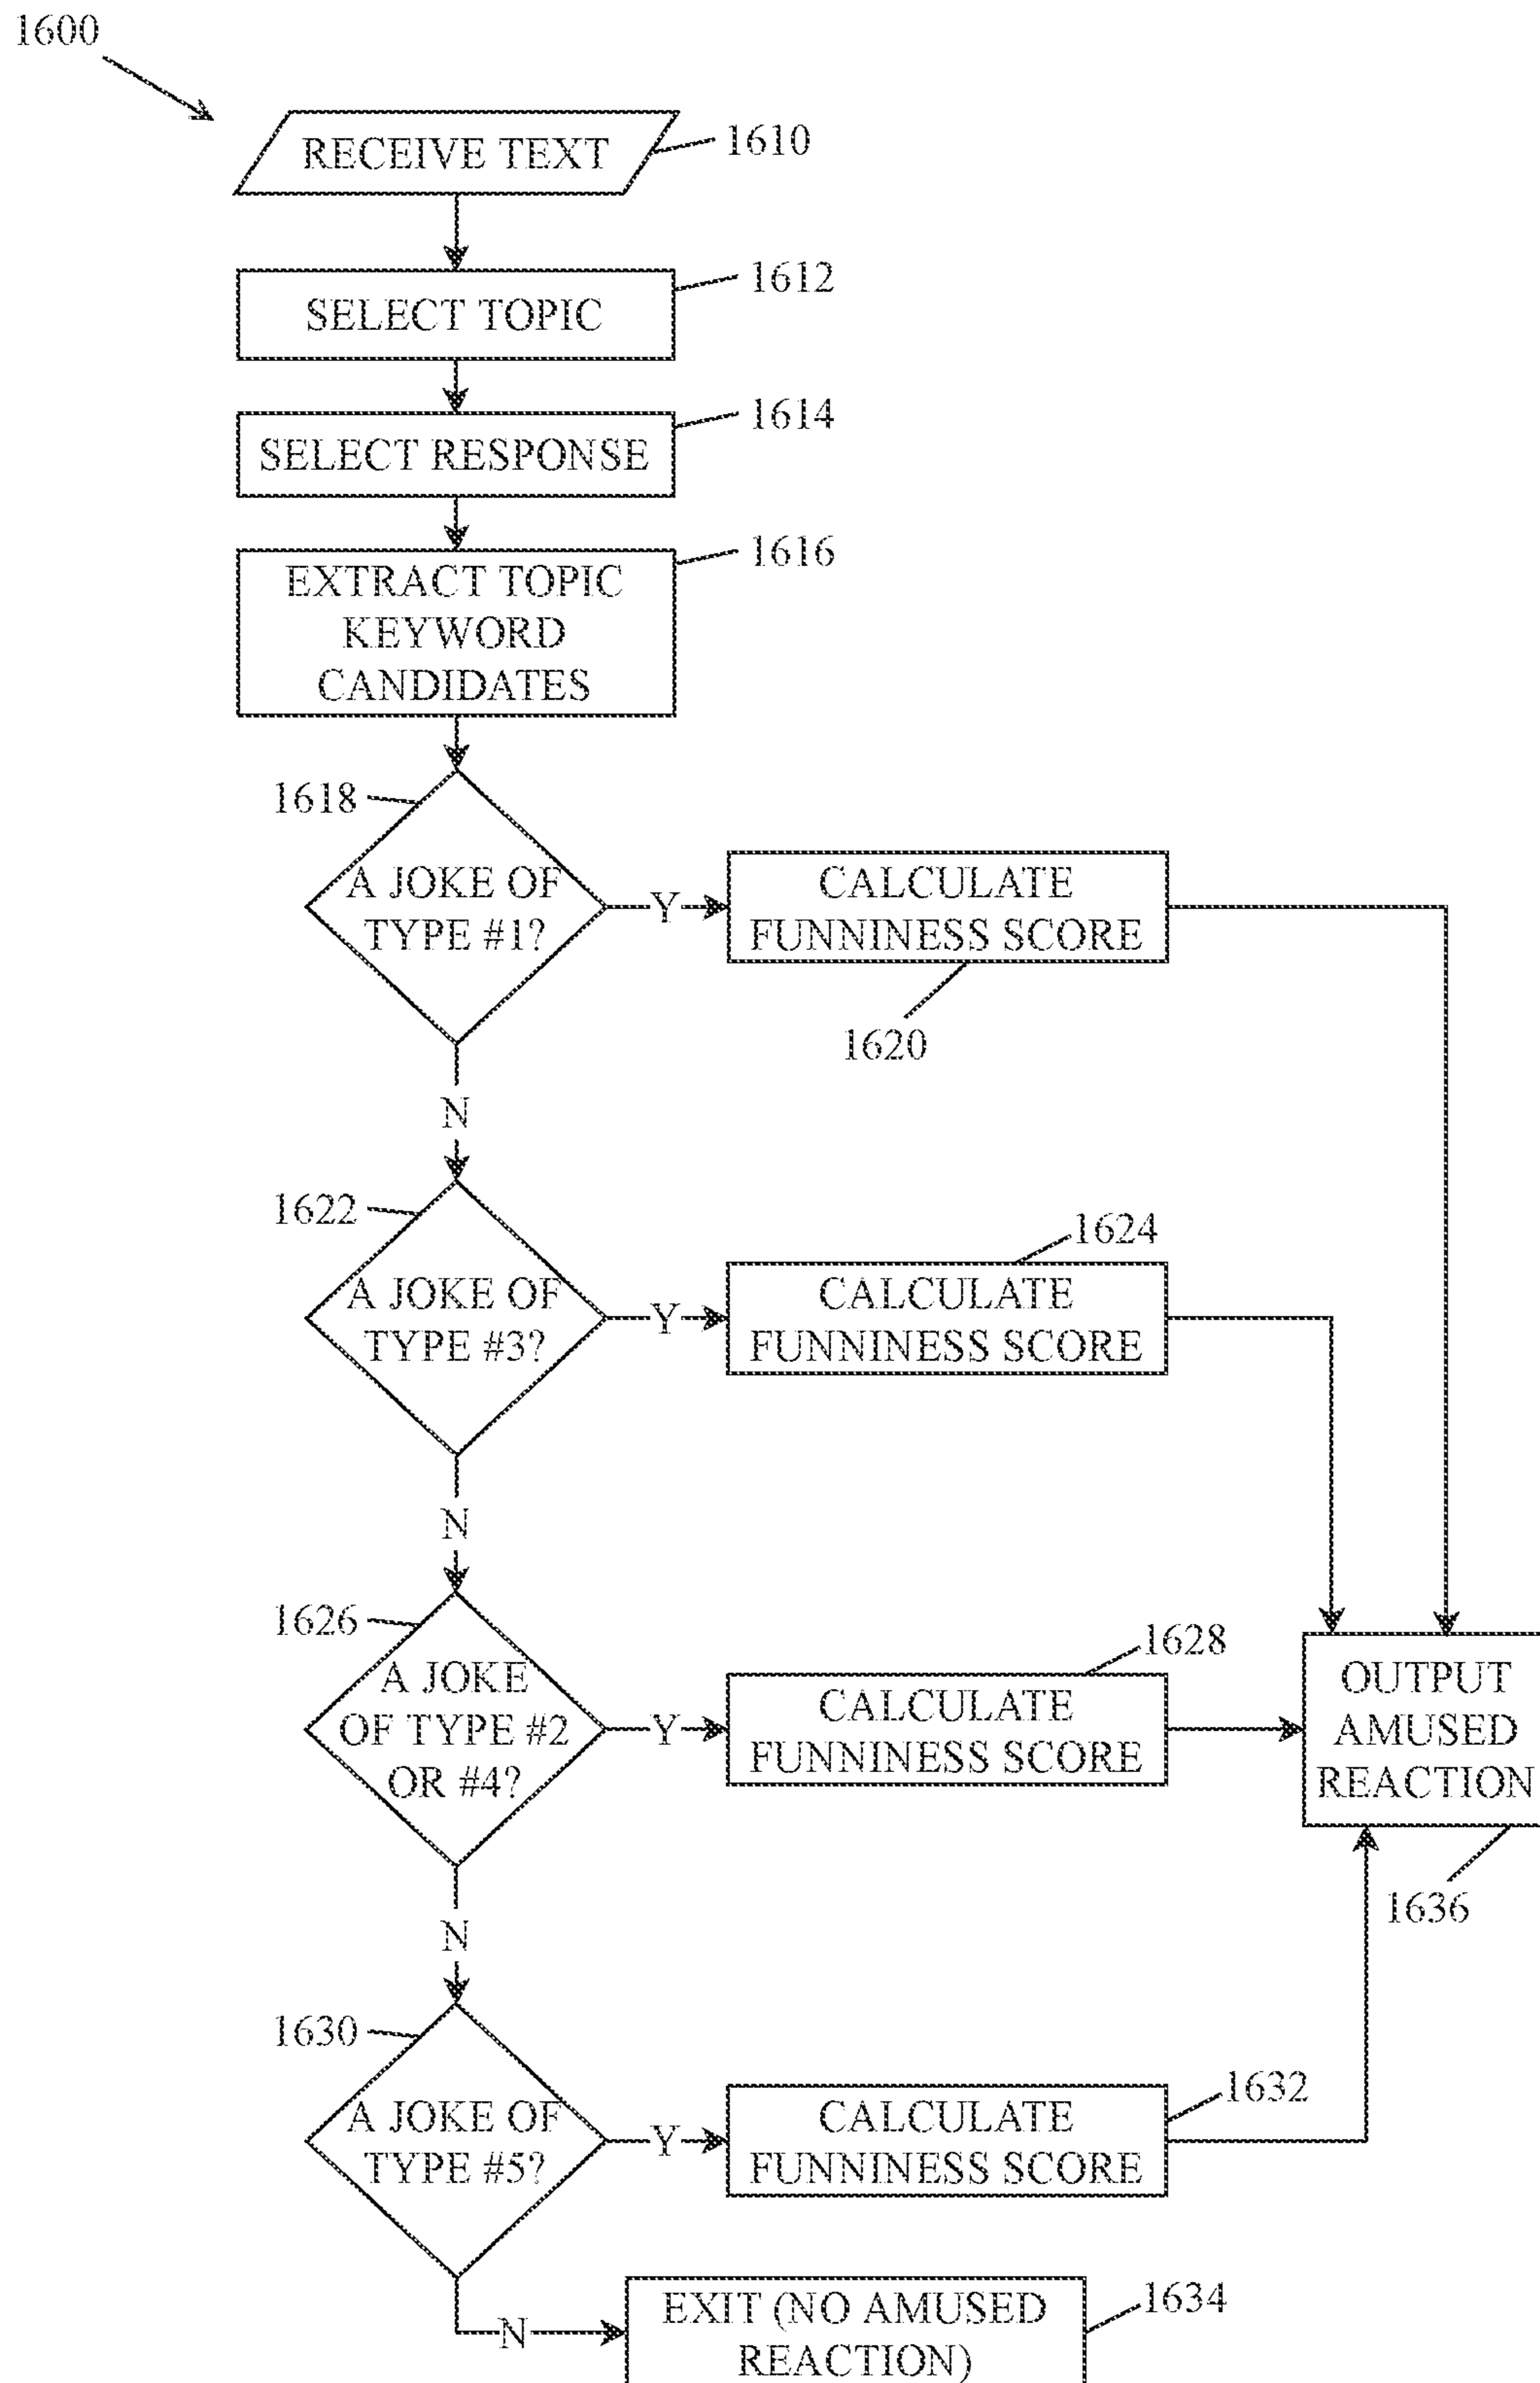 1600
RECEIVE TEXT
1610
SELECT TOPIC
1612
SELECT RESPONSE
1614
EXTRACT TOPIC
KEYWORD
CANDIDATES
1616
1618
A JOKE OF
TYPE #1?
Y
CALCULATE
FUNNINESS SCORE
1620
N
1622
A JOKE OF
TYPE #3?
Y
CALCULATE
FUNNINESS SCORE
1624
N
1626
A JOKE
OF TYPE #2
OR #4?
Y
CALCULATE
FUNNINESS SCORE
1628
OUTPUT
AMUSED
REACTION
1636
N
1630
A JOKE OF
TYPE #5?
Y
CALCULATE
FUNNINESS SCORE
1632
N
EXIT (NO AMUSED
REACTION)
1634